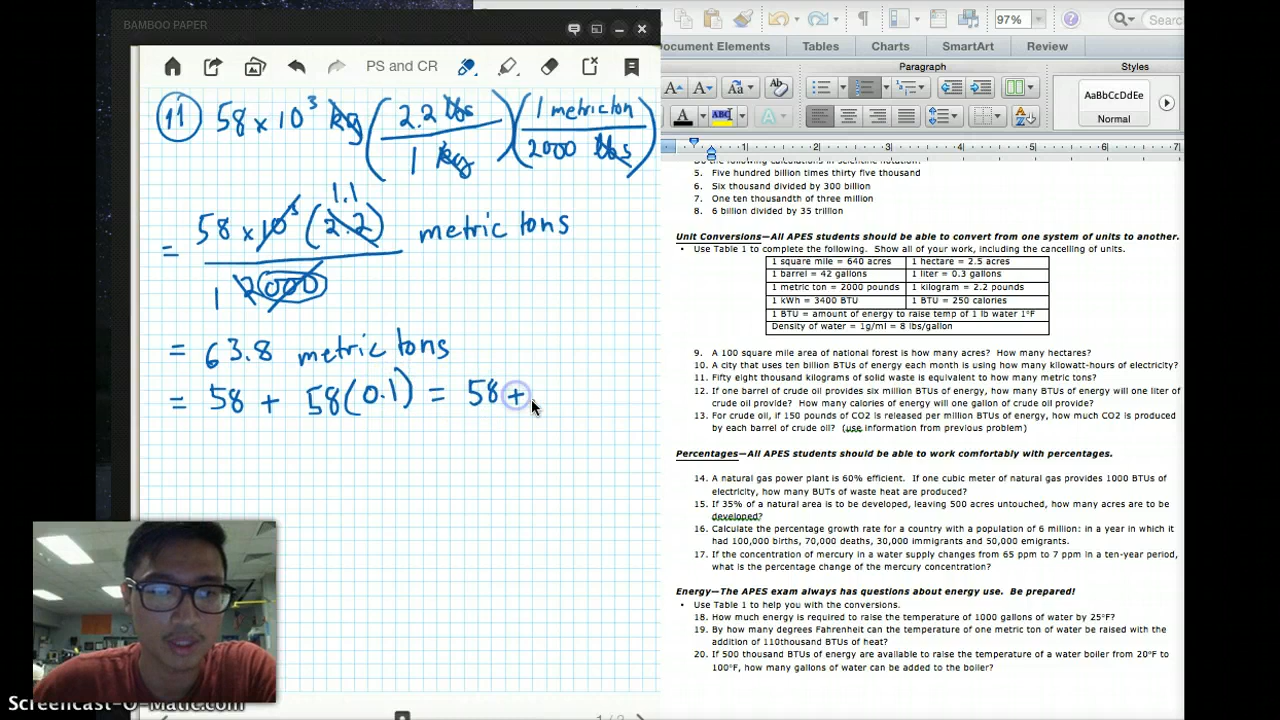 BAMBOO PAPER
PS and CR
11 58 × 10³ kg (2.2 lbs / 1 kg) (1 metric ton / 2000 lbs)
1.1
= 58 × 10³ (2.2) / 2000 metric tons
1
= 63.8 metric tons
= 58 + 58(0.1) = 58 +
1 / 2
Screencast-O-Matic.com
97%
Search
ocument Elements
Tables
Charts
SmartArt
Review
Paragraph
Styles
AaBbCcDdEe
Normal
ABC
1 2 3 4 5 6 7
Do the following calculations in scientific notation.
5. Five hundred billion times thirty five thousand
6. Six thousand divided by 300 billion
7. One ten thousandth of three million
8. 6 billion divided by 35 trillion
Unit Conversions—All APES students should be able to convert from one system of units to another.
• Use Table 1 to complete the following. Show all of your work, including the cancelling of units.
1 square mile = 640 acres 1 hectare = 2.5 acres
1 barrel = 42 gallons 1 liter = 0.3 gallons
1 metric ton = 2000 pounds 1 kilogram = 2.2 pounds
1 kWh = 3400 BTU 1 BTU = 250 calories
1 BTU = amount of energy to raise temp of 1 lb water 1°F
Density of water = 1g/ml = 8 lbs/gallon
9. A 100 square mile area of national forest is how many acres? How many hectares?
10. A city that uses ten billion BTUs of energy each month is using how many kilowatt-hours of electricity?
11. Fifty eight thousand kilograms of solid waste is equivalent to how many metric tons?
12. If one barrel of crude oil provides six million BTUs of energy, how many BTUs of energy will one liter of
crude oil provide? How many calories of energy will one gallon of crude oil provide?
13. For crude oil, if 150 pounds of CO2 is released per million BTUs of energy, how much CO2 is produced
by each barrel of crude oil? (use information from previous problem)
Percentages—All APES students should be able to work comfortably with percentages.
14. A natural gas power plant is 60% efficient. If one cubic meter of natural gas provides 1000 BTUs of
electricity, how many BUTs of waste heat are produced?
15. If 35% of a natural area is to be developed, leaving 500 acres untouched, how many acres are to be
developed?
16. Calculate the percentage growth rate for a country with a population of 6 million: in a year in which it
had 100,000 births, 70,000 deaths, 30,000 immigrants and 50,000 emigrants.
17. If the concentration of mercury in a water supply changes from 65 ppm to 7 ppm in a ten-year period,
what is the percentage change of the mercury concentration?
Energy—The APES exam always has questions about energy use. Be prepared!
• Use Table 1 to help you with the conversions.
18. How much energy is required to raise the temperature of 1000 gallons of water by 25°F?
19. By how many degrees Fahrenheit can the temperature of one metric ton of water be raised with the
addition of 110thousand BTUs of heat?
20. If 500 thousand BTUs of energy are available to raise the temperature of a water boiler from 20°F to
100°F, how many gallons of water can be added to the boiler?